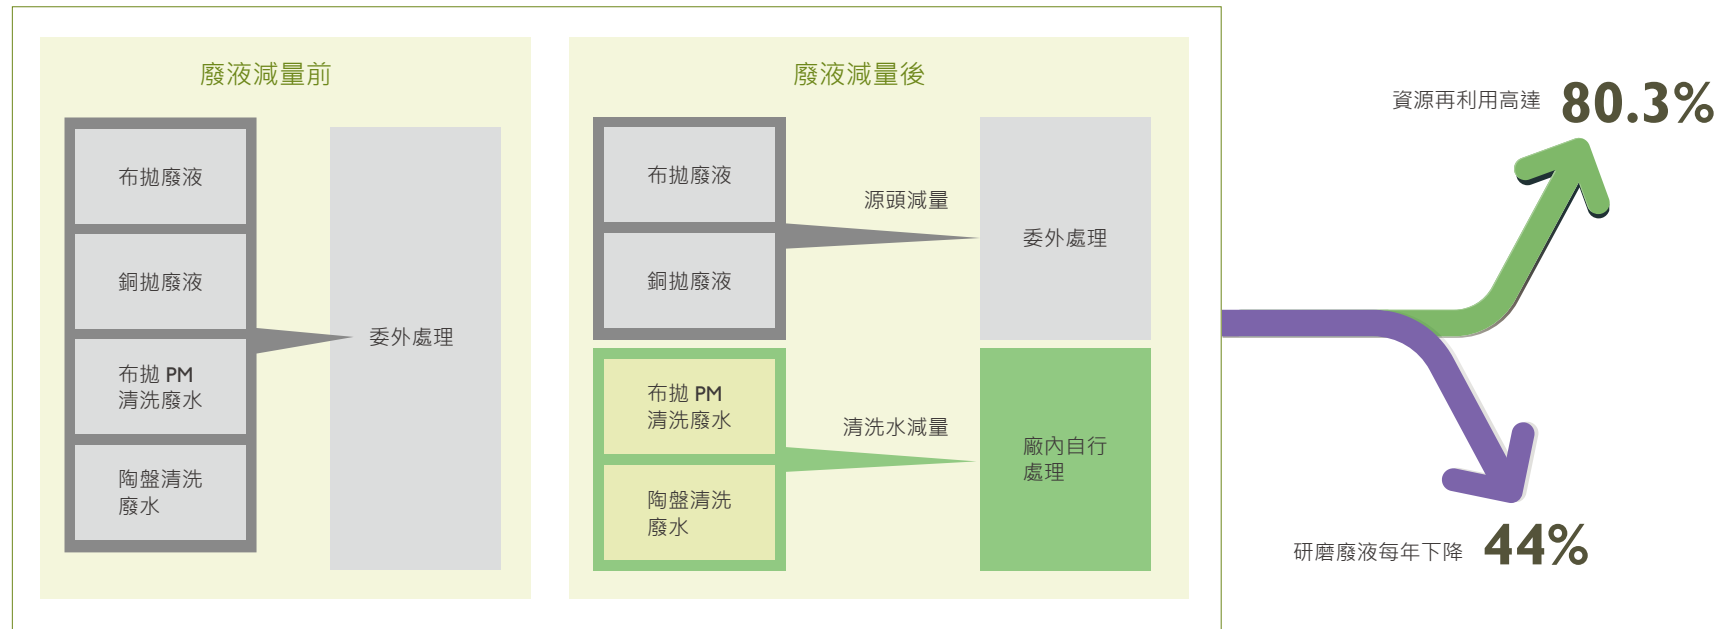 廢液減量前
布拋廢液
銅拋廢液
布拋 PM
清洗廢水
陶盤清洗
廢水
委外處理
廢液減量後
布拋廢液
銅拋廢液
源頭減量
委外處理
布拋 PM
清洗廢水
陶盤清洗
廢水
清洗水減量
廠內自行
處理
資源再利用高達 80.3%
研磨廢液每年下降 44%